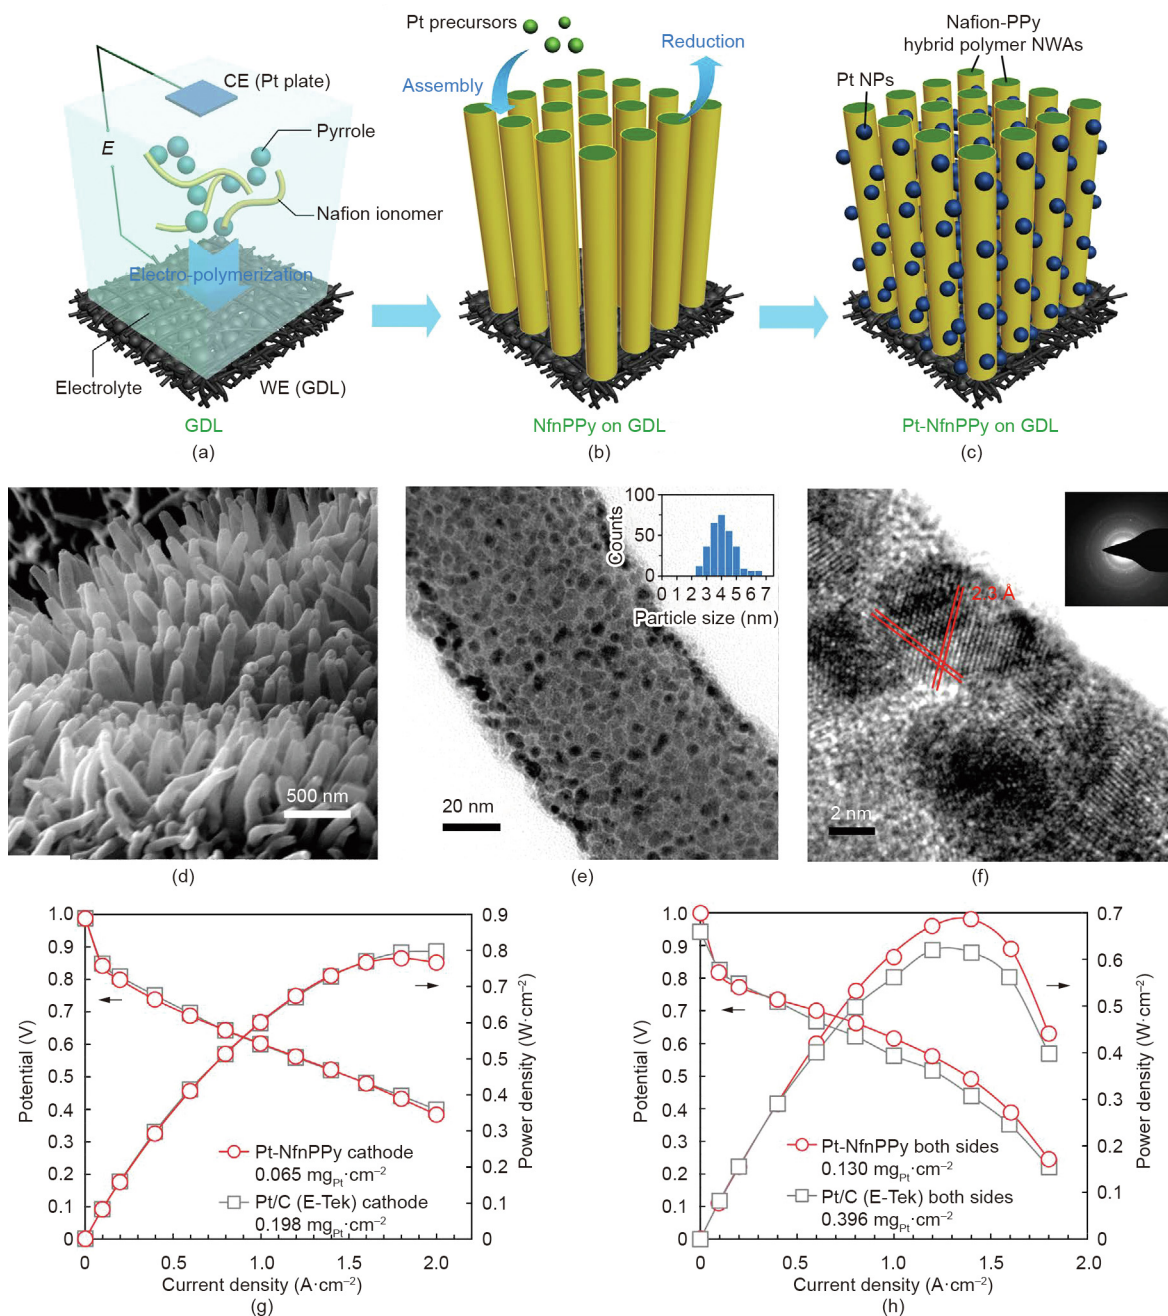 CE (Pt plate)
Pyrrole
E
Nafion ionomer
Electro-polymerization
Electrolyte
WE (GDL)
GDL
(a)
Pt precursors
Assembly
Reduction
NfnPPy on GDL
(b)
Nafion-PPy
hybrid polymer NWAs
Pt NPs
Pt-NfnPPy on GDL
(c)
500 nm
(d)
100
50
0
Counts
0 1 2 3 4 5 6 7
Particle size (nm)
20 nm
(e)
2.3 Å
2 nm
(f)
1.0
0.9
0.8
0.7
0.6
0.5
0.4
0.3
0.2
0.1
0
Potential (V)
0.9
0.8
0.7
0.6
0.5
0.4
0.3
0.2
0.1
0
Power density (W·cm⁻²)
Pt-NfnPPy cathode
0.065 mgPt·cm⁻²
Pt/C (E-Tek) cathode
0.198 mgPt·cm⁻²
0 0.5 1.0 1.5 2.0
Current density (A·cm⁻²)
(g)
1.0
0.9
0.8
0.7
0.6
0.5
0.4
0.3
0.2
0.1
0
Potential (V)
0.7
0.6
0.5
0.4
0.3
0.2
0.1
0
Power density (W·cm⁻²)
Pt-NfnPPy both sides
0.130 mgPt·cm⁻²
Pt/C (E-Tek) both sides
0.396 mgPt·cm⁻²
0 0.5 1.0 1.5 2.0
Current density (A·cm⁻²)
(h)